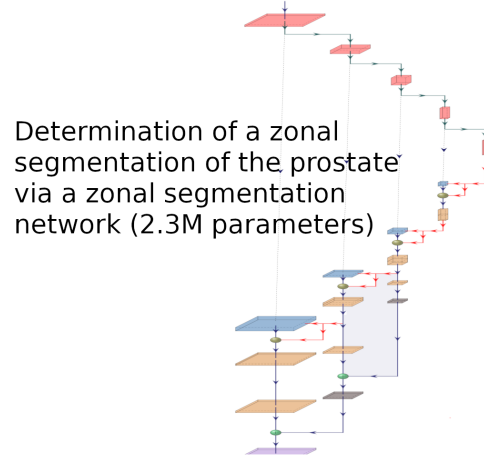 Determination of a zonal
segmentation of the prostate
via a zonal segmentation
network (2.3M parameters)